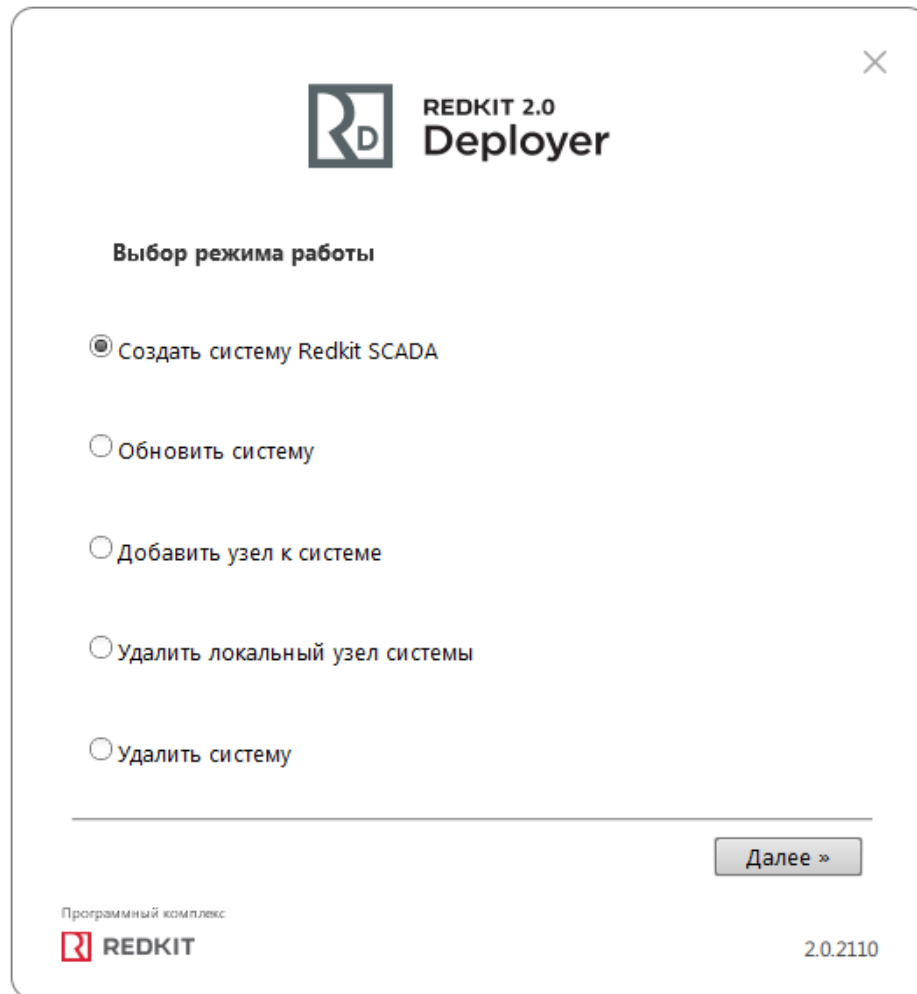 RD
REDKIT 2.0
Deployer
Выбор режима работы
Создать систему Redkit SCADA
Обновить систему
Добавить узел к системе
Удалить локальный узел системы
Удалить систему
Далее »
Программный комплекс
REDKIT
2.0.2110